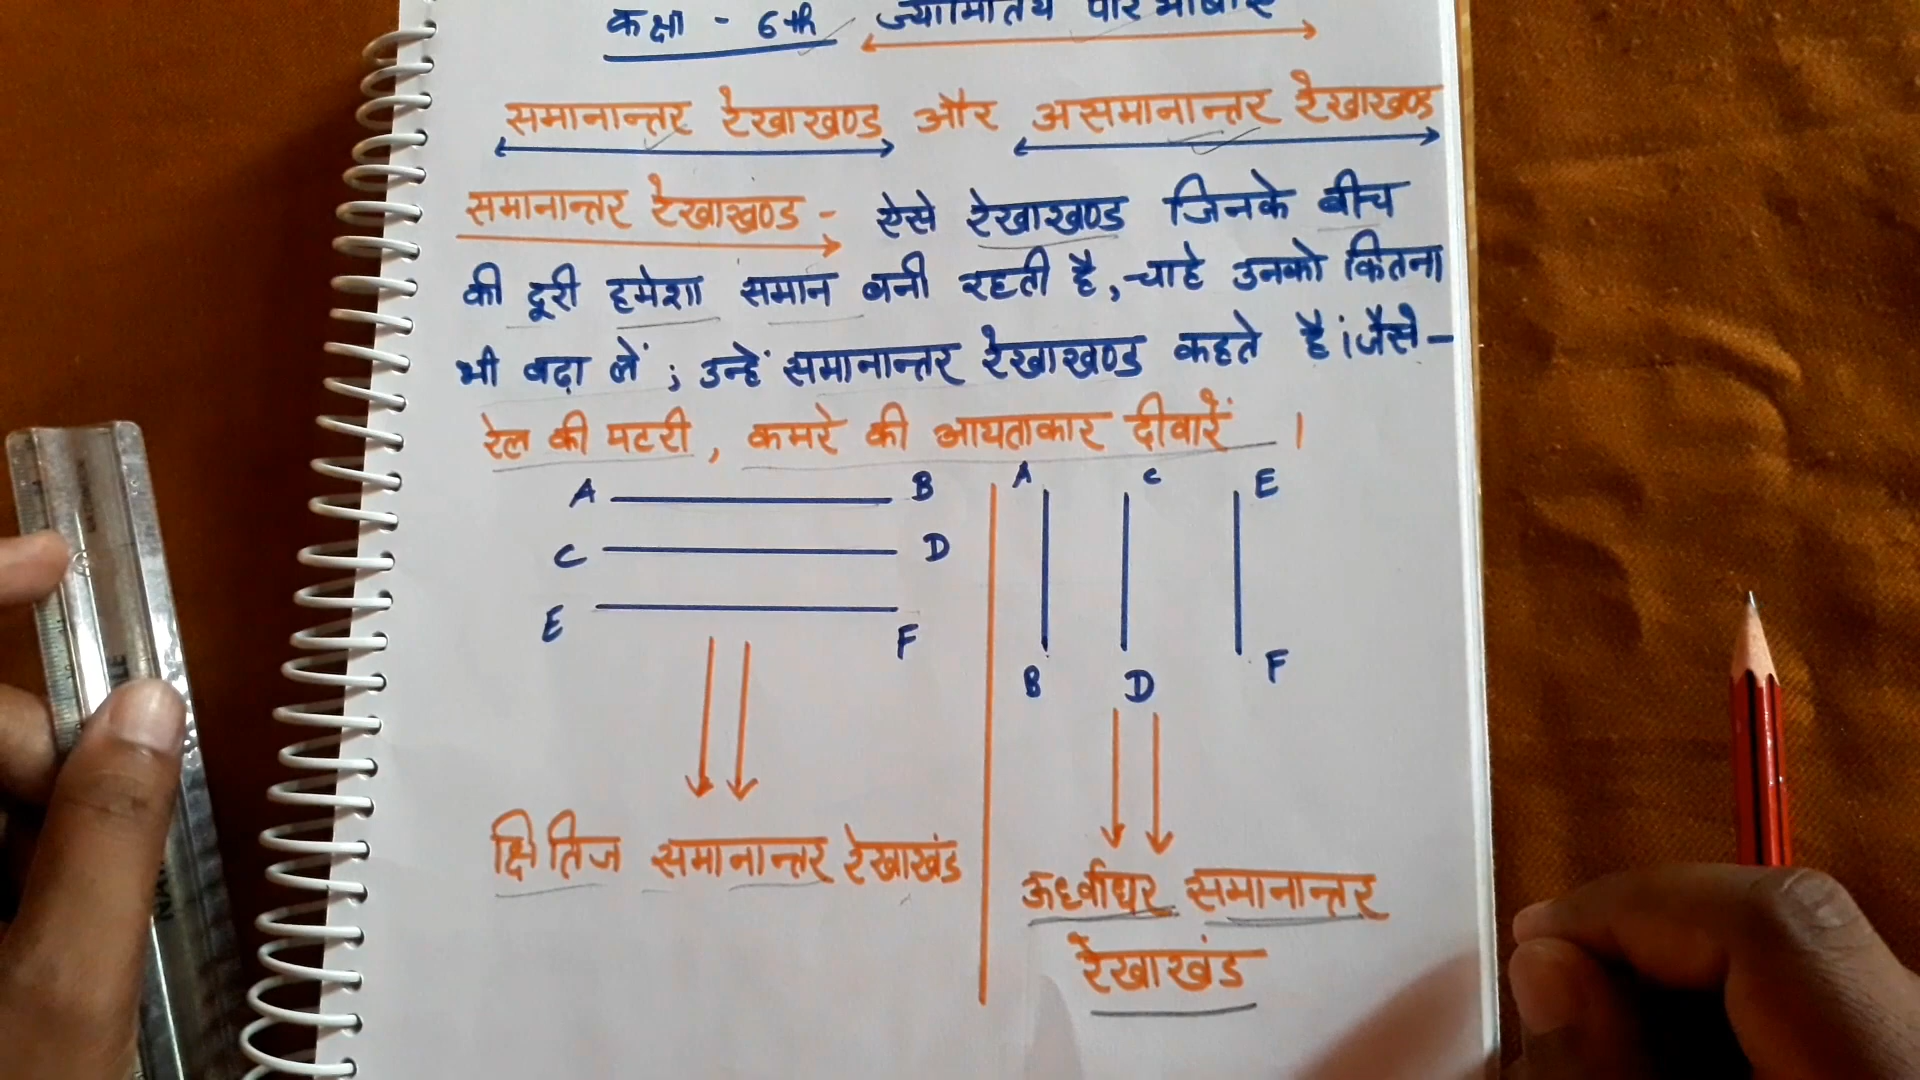 कक्षा - 6th ज्यामितीय परिभाषाएं
समानान्तर रेखाखण्ड और असमानान्तर रेखाखण्ड
समानान्तर रेखाखण्ड - ऐसे रेखाखण्ड जिनके बीच
की दूरी हमेशा समान बनी रहती है, चाहे उनको कितना
भी बढ़ा लें ; उन्हें समानान्तर रेखाखण्ड कहते हैं। जैसे-
रेल की पटरी, कमरे की आयताकार दीवारें ।
A B
C D
E F
A C E
B D F
क्षितिज समानान्तर रेखाखंड
ऊर्ध्वाधर समानान्तर
रेखाखंड